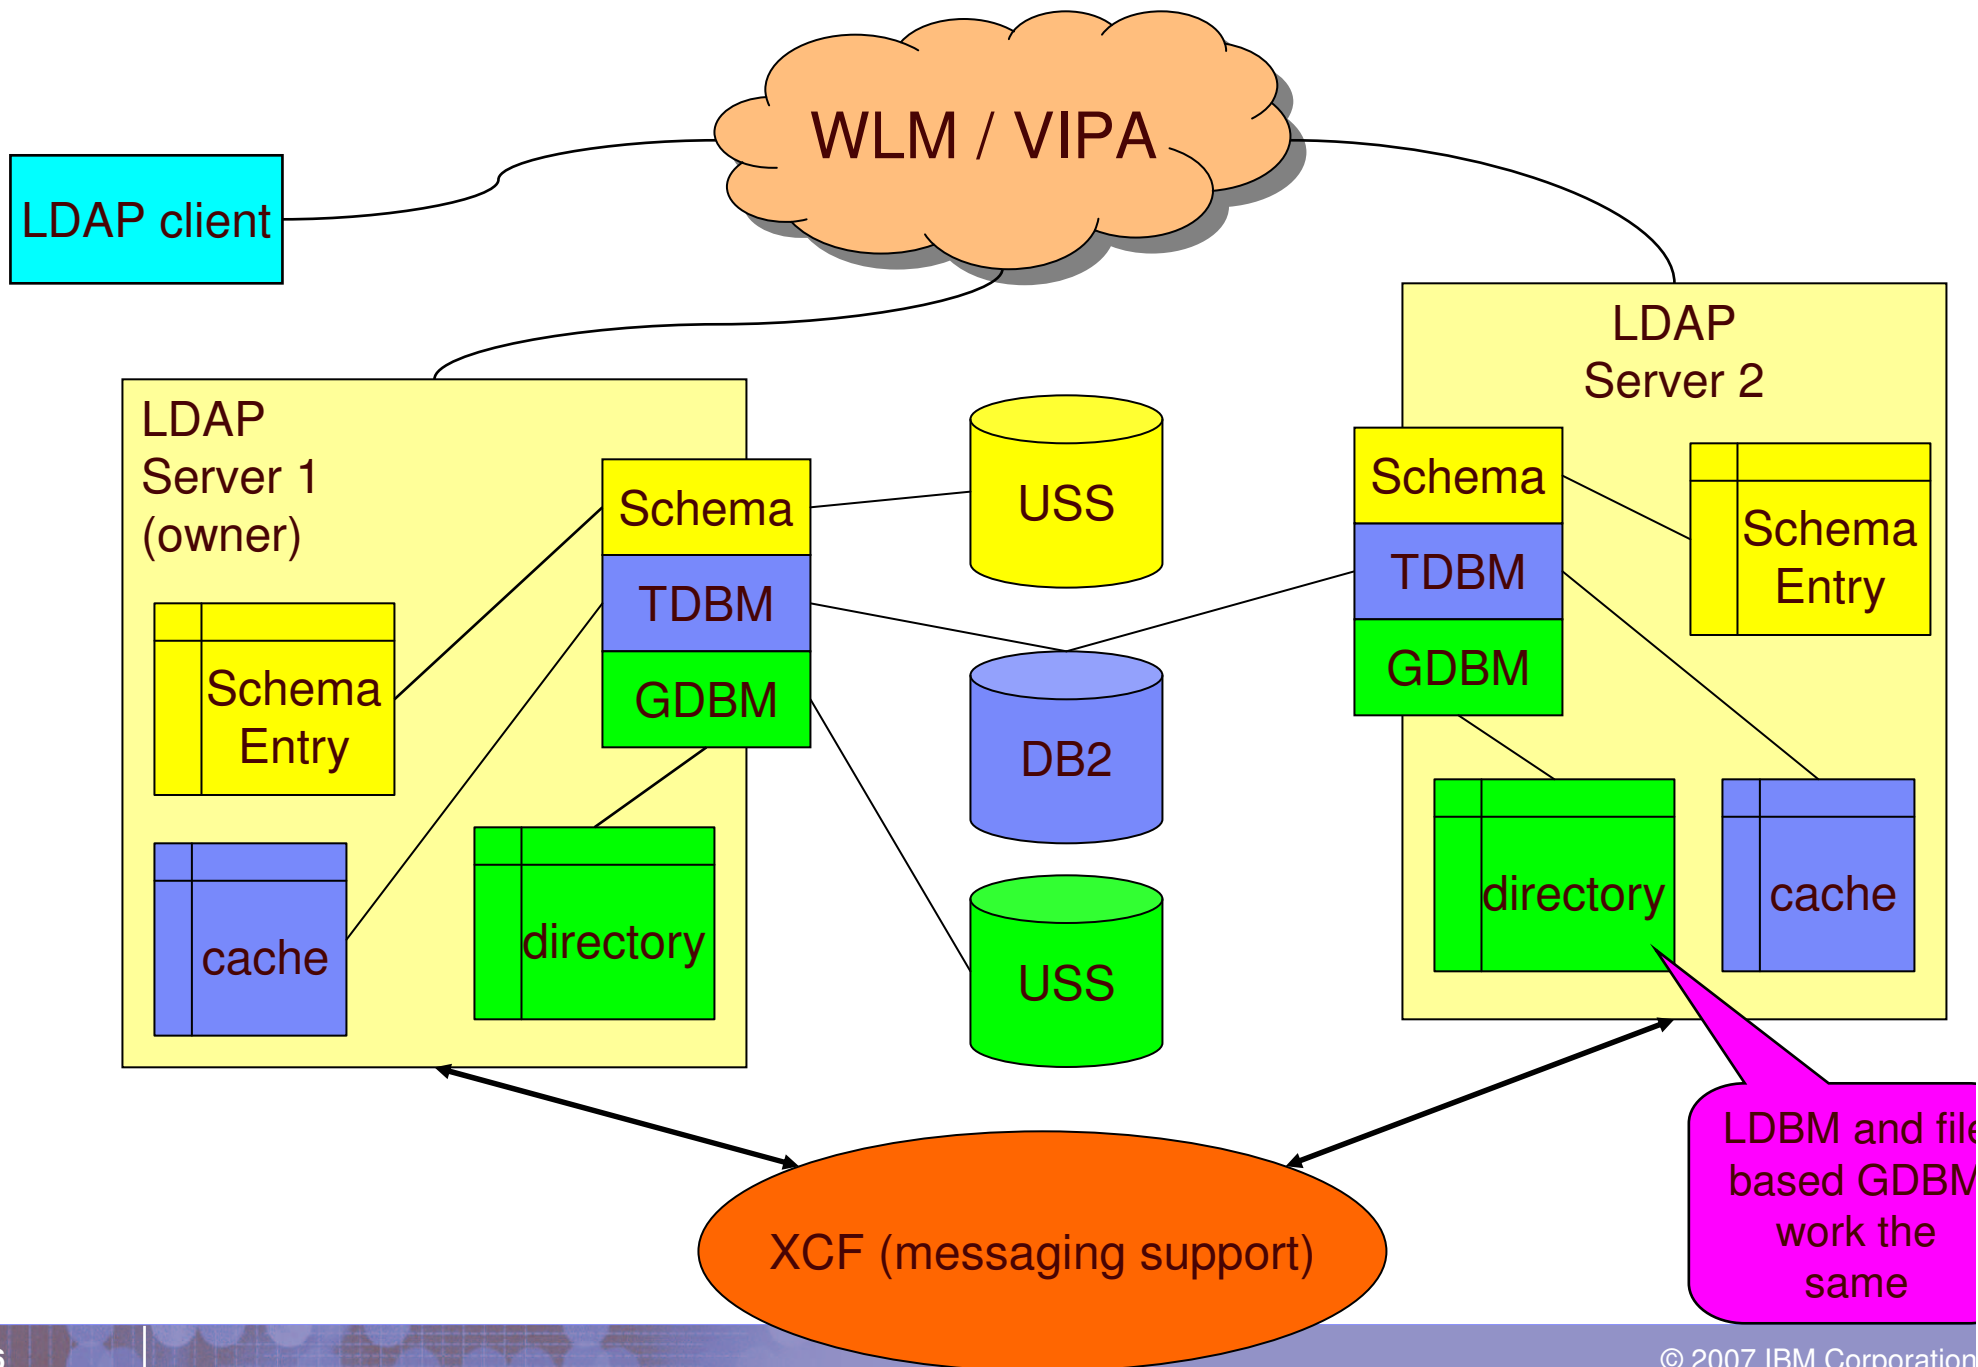 WLM / VIPA
LDAP client
LDAP
Server 1
(owner)
Schema
TDBM
GDBM
Schema
Entry
cache
directory
USS
DB2
USS
LDAP
Server 2
Schema
TDBM
GDBM
Schema
Entry
directory
cache
LDBM and file
based GDBM
work the
same
XCF (messaging support)
© 2007 IBM Corporation